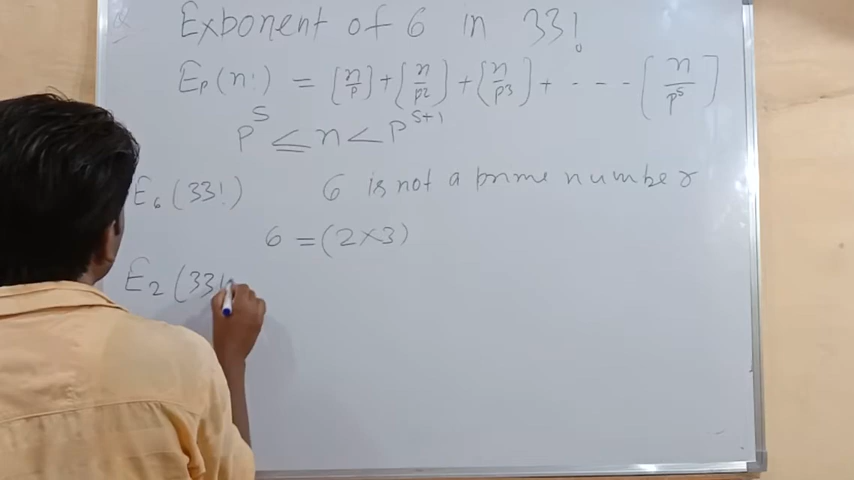 Exponent of 6 in 33!
Ep(n!) = [n/p] + [n/p2] + [n/p3] + ---- [n/p^s]
p^s ≤ n < p^s+1
E6 (33!) 6 is not a prime number
6 = (2×3)
E2 (33!